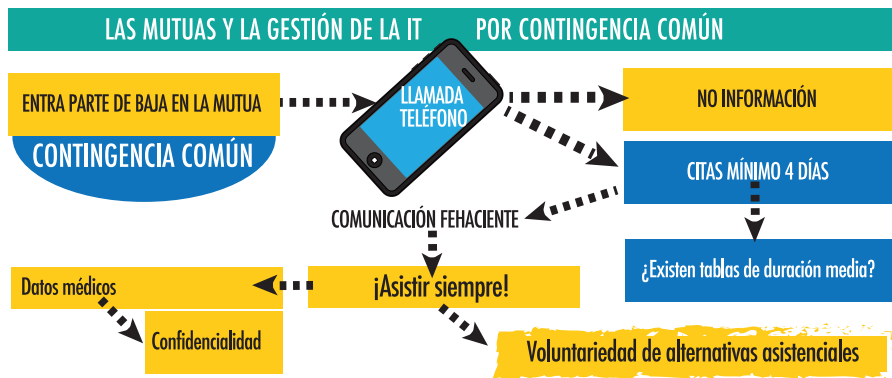 LAS MUTUAS Y LA GESTIÓN DE LA IT POR CONTINGENCIA COMÚN
ENTRA PARTE DE BAJA EN LA MUTUA
CONTINGENCIA COMÚN
LLAMADA
TELÉFONO
NO INFORMACIÓN
CITAS MÍNIMO 4 DÍAS
COMUNICACIÓN FEHACIENTE
¿Existen tablas de duración media?
Datos médicos
¡Asistir siempre!
Confidencialidad
Voluntariedad de alternativas asistenciales